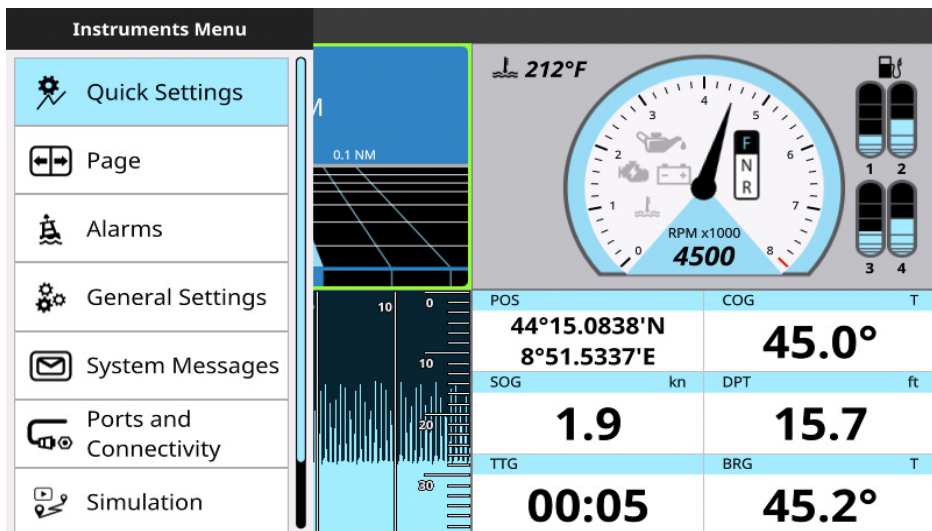 Instruments Menu
Quick Settings
Page
Alarms
General Settings
System Messages
Ports and
Connectivity
Simulation
0.1 NM
10
0
10
20
30
212°F
0
1
2
3
4
5
6
7
8
F
N
R
RPM x1000
4500
1 2
3 4
POS
44°15.0838'N
8°51.5337'E
COG T
45.0°
SOG kn
1.9
DPT ft
15.7
TTG
00:05
BRG T
45.2°